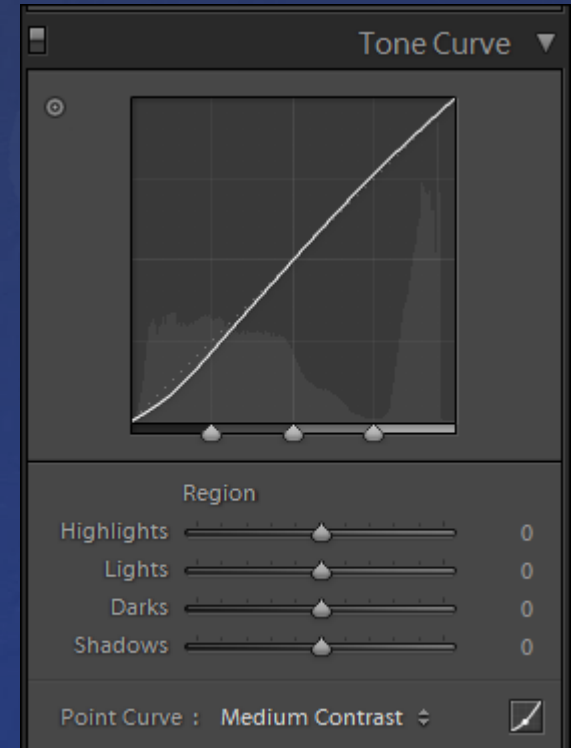 Tone Curve
Region
Highlights 0
Lights 0
Darks 0
Shadows 0
Point Curve : Medium Contrast